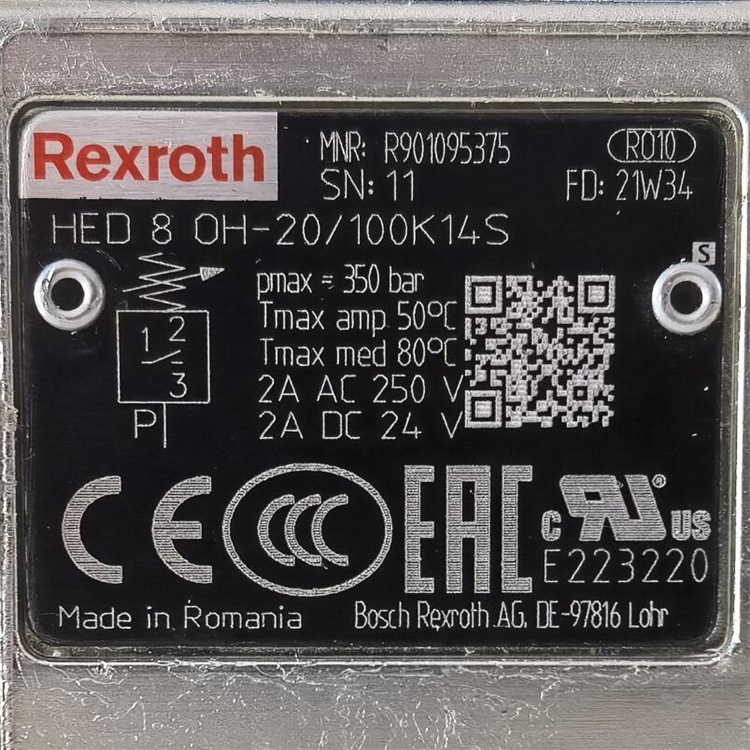 Rexroth
MNR: R901095375
RO10
SN: 11
FD: 21W34
HED 8 OH-20/100K14S
S
pmax = 350 bar
Tmax amp 50°C
Tmax med 80°C
2A AC 250 V
2A DC 24 V
1 2
3
P
CE
CCC
EAC
c RU® US
E223220
Made in Romania
Bosch Rexroth AG, DE-97816 Lohr